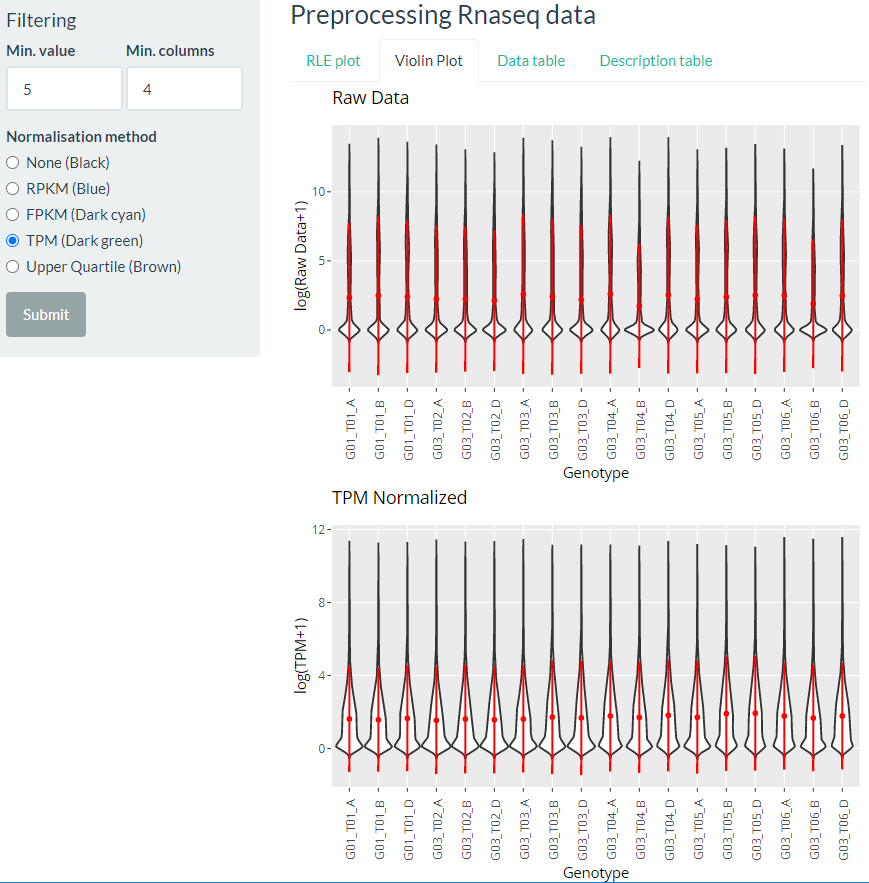 Filtering
Min. value Min. columns
5 4
Normalisation method
None (Black)
RPKM (Blue)
FPKM (Dark cyan)
TPM (Dark green)
Upper Quartile (Brown)
Submit
Preprocessing Rnaseq data
RLE plot Violin Plot Data table Description table
Raw Data
log(Raw Data+1)
10
5
0
G01_T01_A G01_T01_B G01_T01_D G03_T02_A G03_T02_B G03_T02_D G03_T03_A G03_T03_B G03_T03_D G03_T04_A G03_T04_B G03_T04_D G03_T05_A G03_T05_B G03_T05_D G03_T06_A G03_T06_B G03_T06_D
Genotype
TPM Normalized
log(TPM+1)
12
8
4
0
G01_T01_A G01_T01_B G01_T01_D G03_T02_A G03_T02_B G03_T02_D G03_T03_A G03_T03_B G03_T03_D G03_T04_A G03_T04_B G03_T04_D G03_T05_A G03_T05_B G03_T05_D G03_T06_A G03_T06_B G03_T06_D
Genotype